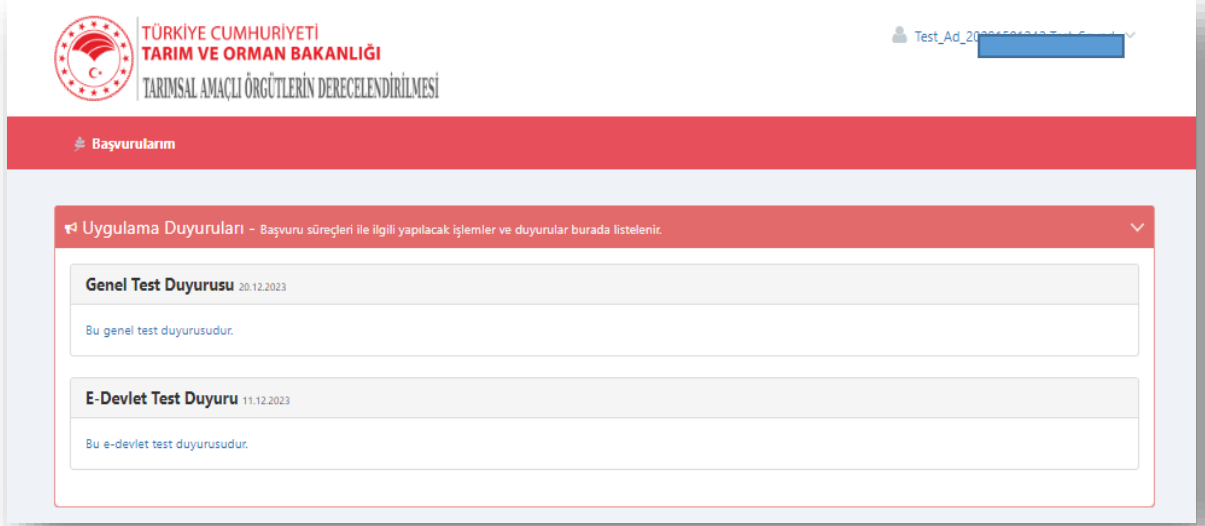 TÜRKİYE CUMHURİYETİ
TARIM VE ORMAN BAKANLIĞI
TARIMSAL AMAÇLI ÖRGÜTLERİN DERECELENDİRİLMESİ
Başvurularım
Uygulama Duyuruları - Başvuru süreçleri ile ilgili yapılacak işlemler ve duyurular burada listelenir.
Genel Test Duyurusu 20.12.2023
Bu genel test duyurusudur.
E-Devlet Test Duyuru 11.12.2023
Bu e-devlet test duyurusudur.